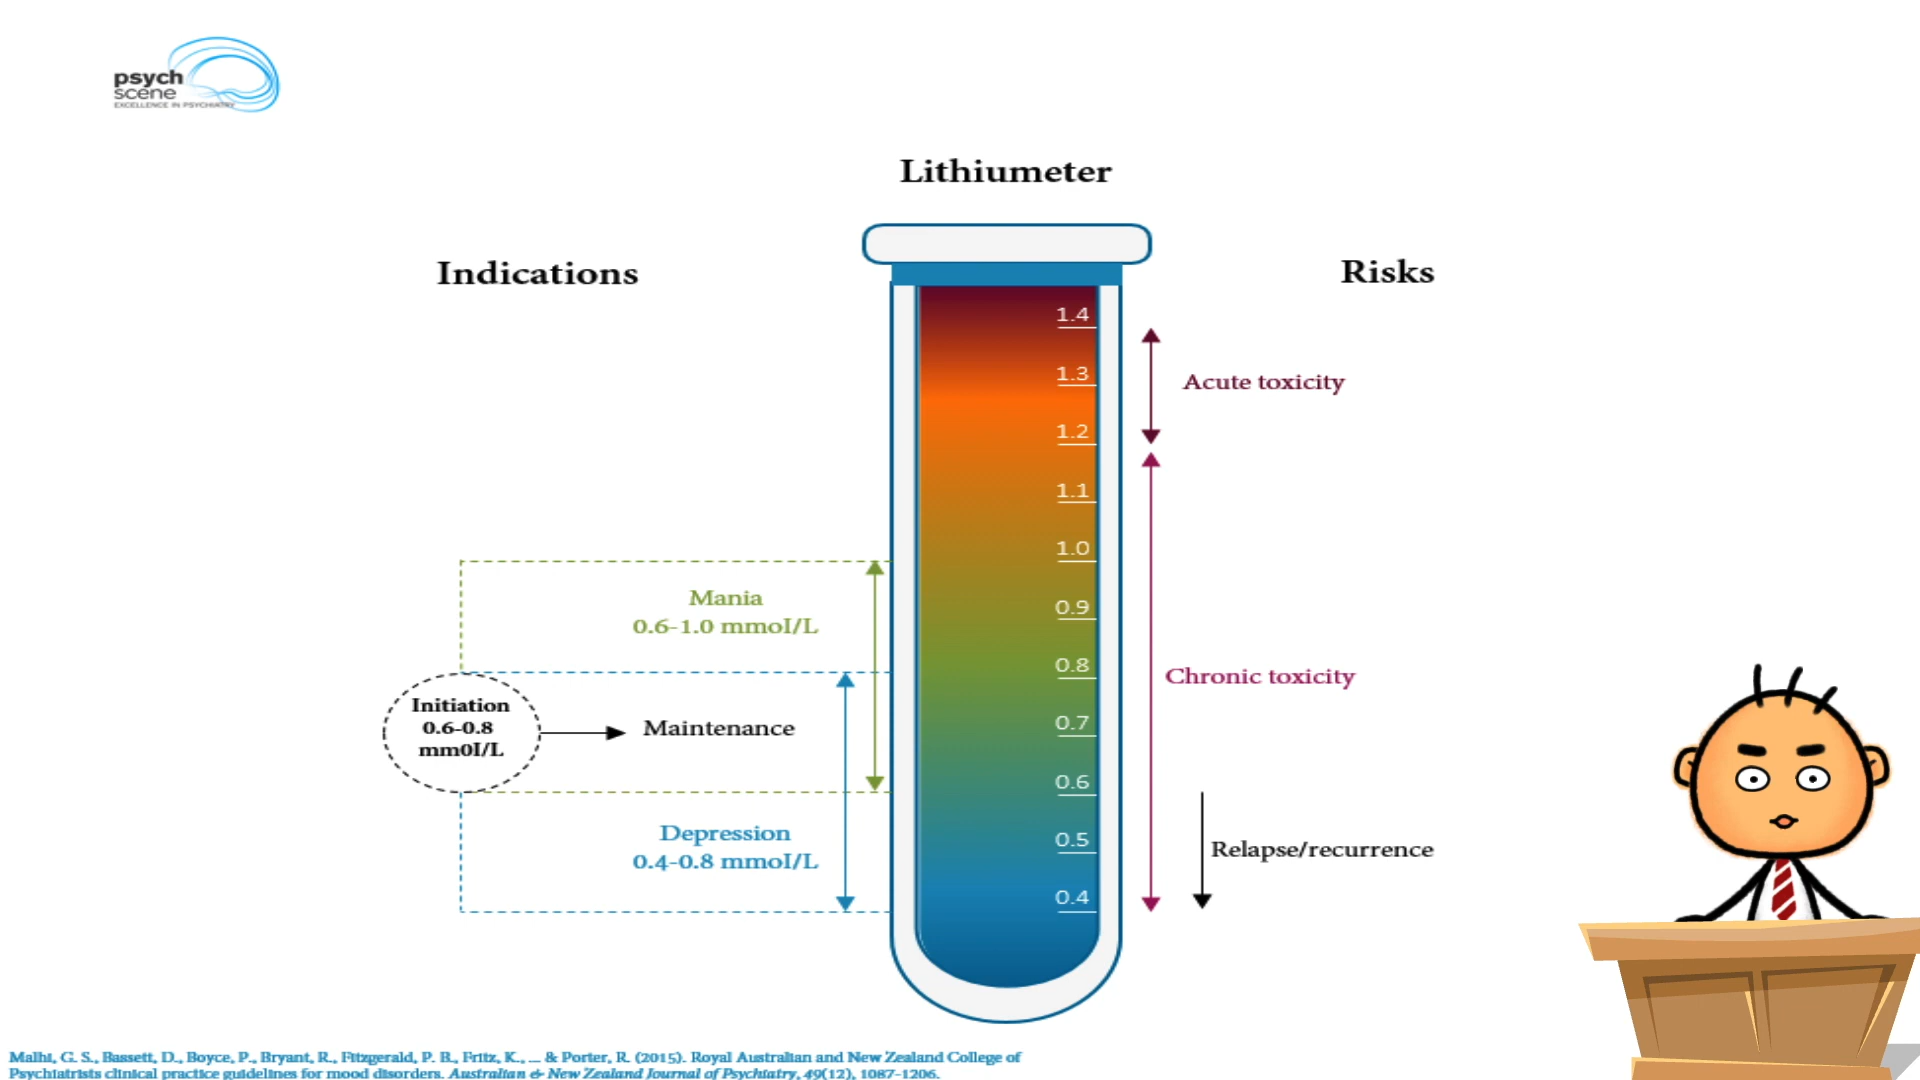 psych
scene
EXCELLENCE IN PSYCHIATRY
Lithiumeter
Indications
Risks
1.4
1.3
1.2
1.1
1.0
0.9
0.8
0.7
0.6
0.5
0.4
Acute toxicity
Chronic toxicity
Relapse/recurrence
Mania
0.6-1.0 mmoI/L
Initiation
0.6-0.8
mm0I/L
Maintenance
Depression
0.4-0.8 mmoI/L
Malhi, G. S., Bassett, D., Boyce, P., Bryant, R., Fitzgerald, P. B., Fritz, K., ... & Porter, R. (2015). Royal Australian and New Zealand College of
Psychiatrists clinical practice guidelines for mood disorders. Australian & New Zealand Journal of Psychiatry, 49(12), 1087-1206.